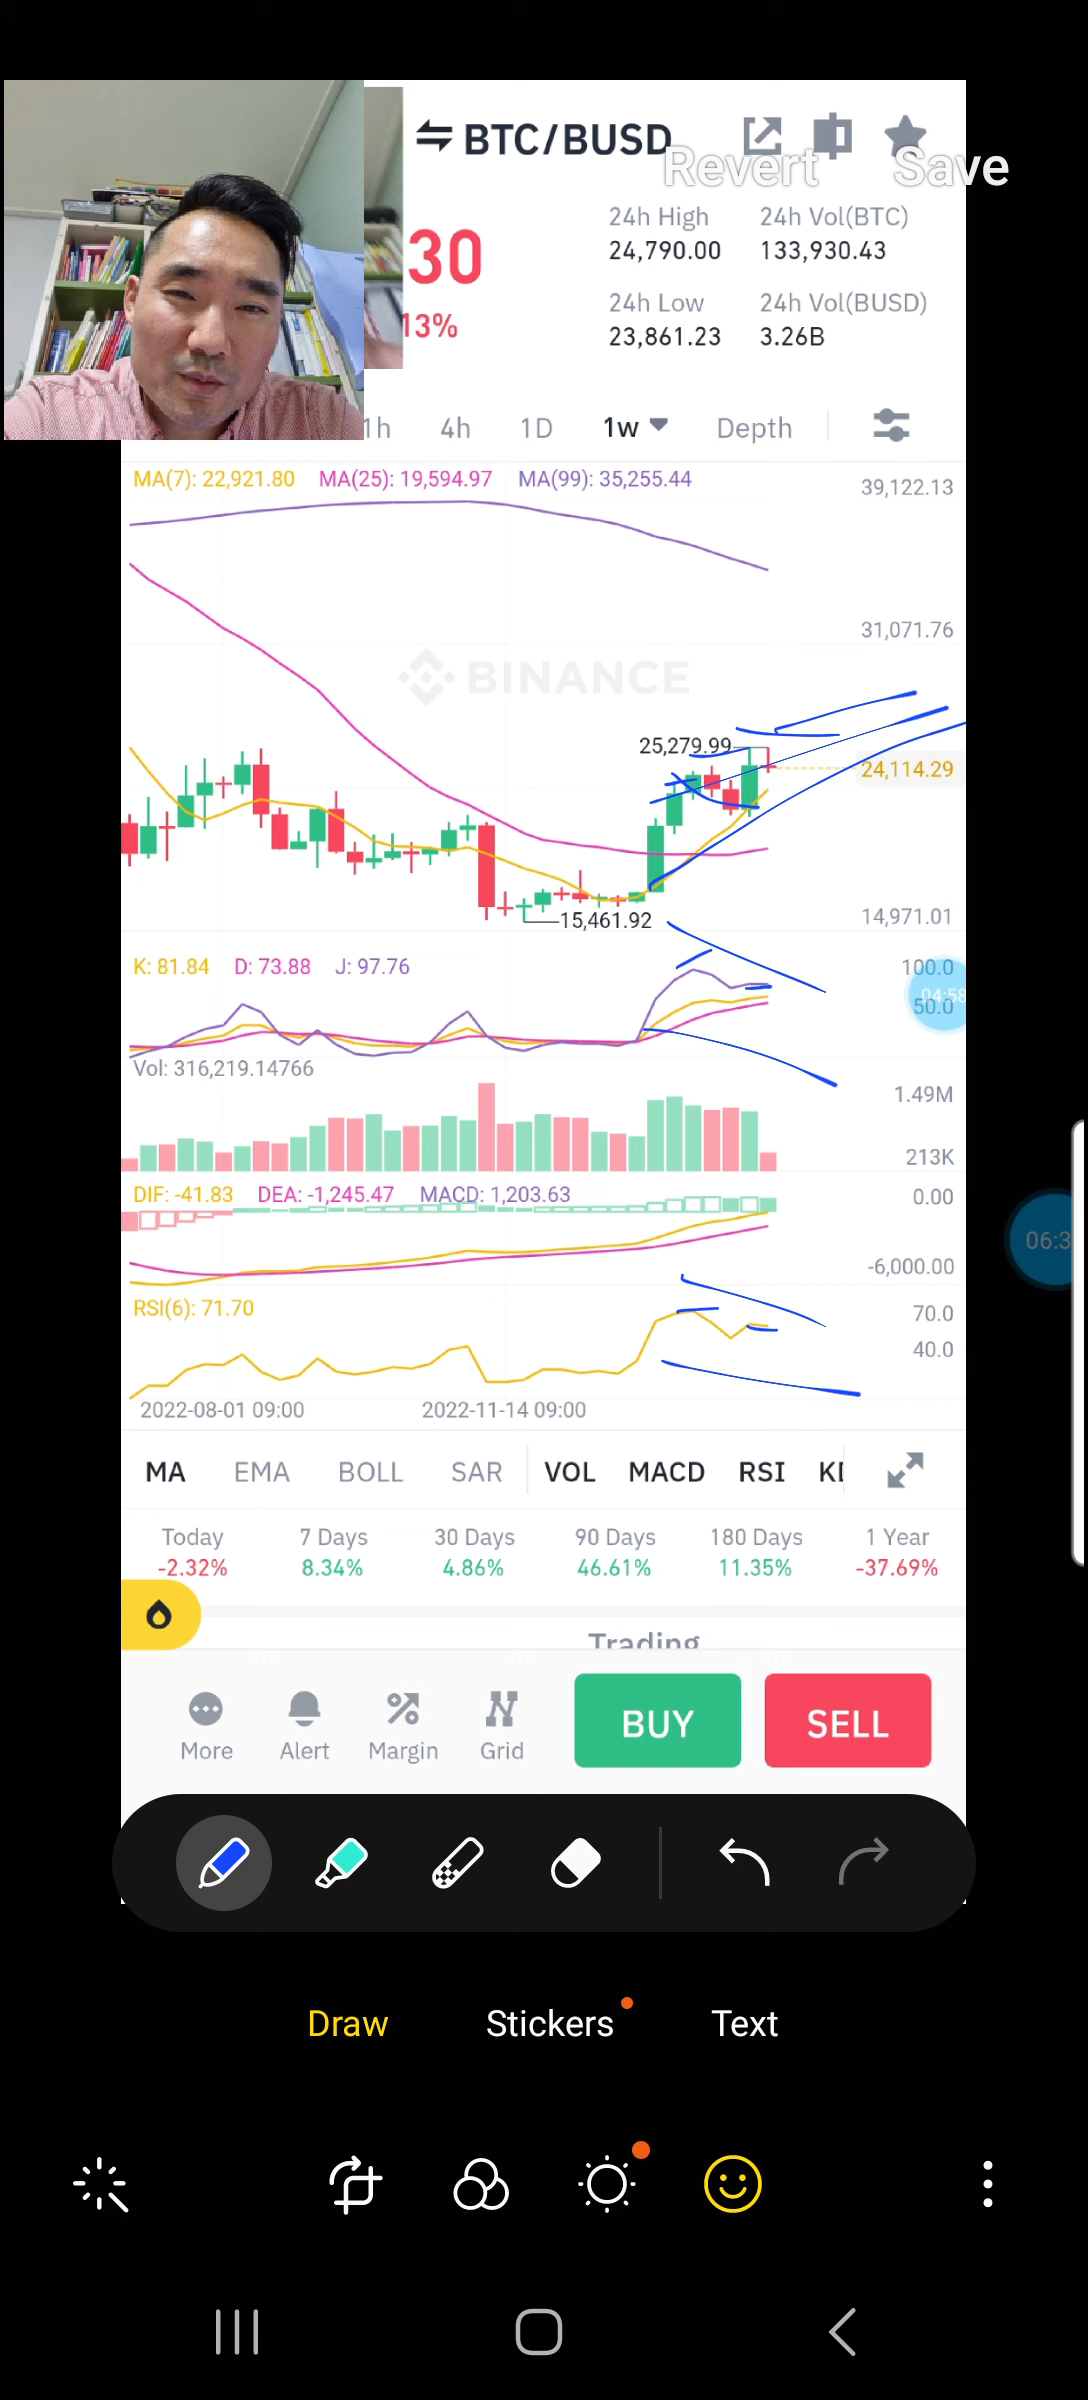 BTC/BUSD
Revert Save
24h High 24h Vol(BTC)
30 24,790.00 133,930.43
24h Low 24h Vol(BUSD)
13% 23,861.23 3.26B
1h 4h 1D 1w Depth
MA(7): 22,921.80 MA(25): 19,594.97 MA(99): 35,255.44
39,122.13
31,071.76
BINANCE
25,279.99
24,114.29
15,461.92
14,971.01
K: 81.84 D: 73.88 J: 97.76
100.0
04:58
50.0
Vol: 316,219.14766
1.49M
213K
DIF: -41.83 DEA: -1,245.47 MACD: 1,203.63
0.00
06:3
-6,000.00
RSI(6): 71.70
70.0
40.0
2022-08-01 09:00 2022-11-14 09:00
MA EMA BOLL SAR VOL MACD RSI
Today 7 Days 30 Days 90 Days 180 Days 1 Year
-2.32% 8.34% 4.86% 46.61% 11.35% -37.69%
Trading
More Alert Margin Grid BUY SELL
Draw Stickers Text